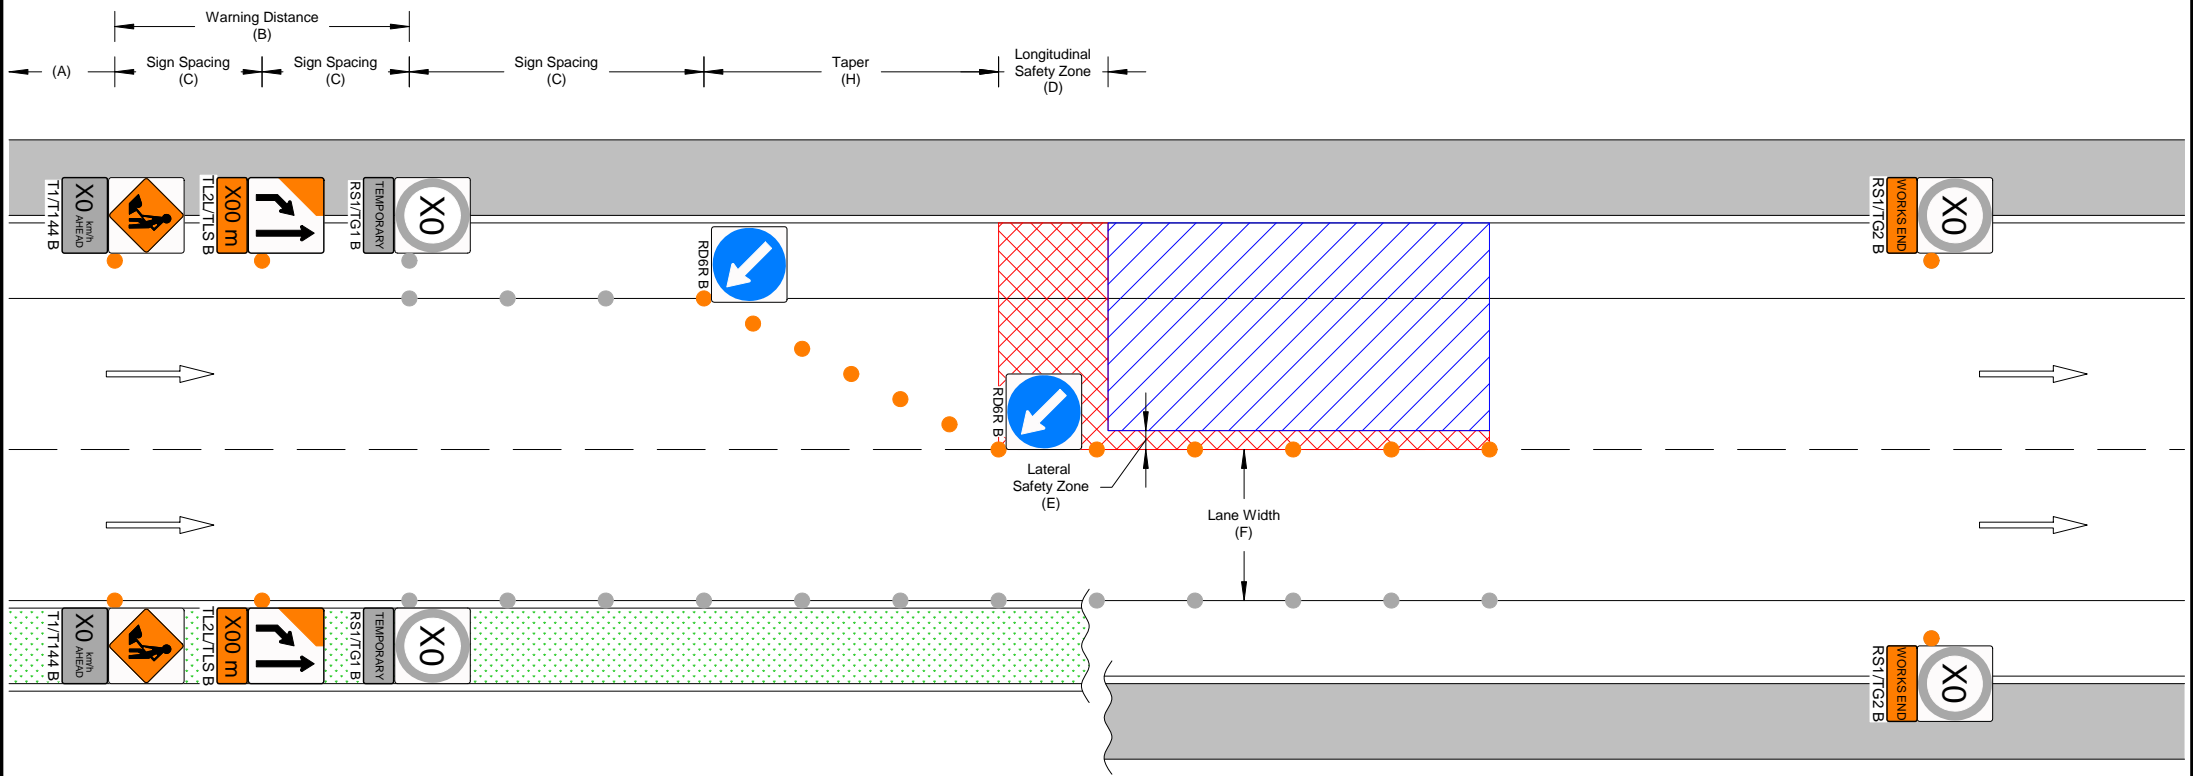 Warning Distance
(B)
(A)
Sign Spacing
(C)
Sign Spacing
(C)
Sign Spacing
(C)
Taper
(H)
Longitudinal
Safety Zone
(D)
X0 km/h
AHEAD
T1/T144 B
X00 m
TL2L/TLS B
X0
TEMPORARY
RS1/TG1 B
RD6R B
X0
WORKS END
RS1/TG2 B
RD6R B
Lateral
Safety Zone
(E)
Lane Width
(F)
X0 km/h
AHEAD
T1/T144 B
X00 m
TL2L/TLS B
X0
TEMPORARY
RS1/TG1 B
X0
WORKS END
RS1/TG2 B